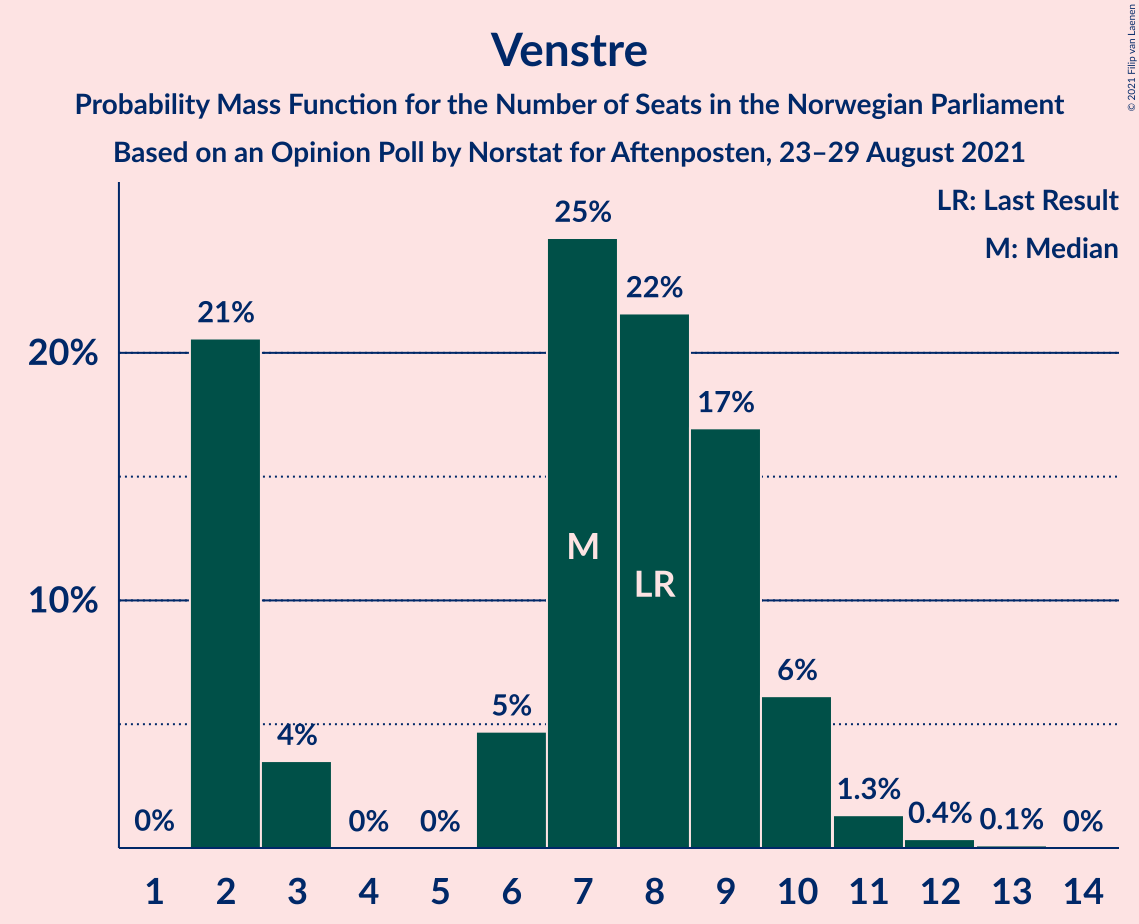 Venstre
Probability Mass Function for the Number of Seats in the Norwegian Parliament
Based on an Opinion Poll by Norstat for Aftenposten, 23–29 August 2021
© 2021 Filip van Laenen
LR: Last Result
M: Median
20%
10%
0%
21%
4%
0%
0%
5%
25%
22%
17%
6%
1.3%
0.4%
0.1%
0%
M
LR
1 2 3 4 5 6 7 8 9 10 11 12 13 14